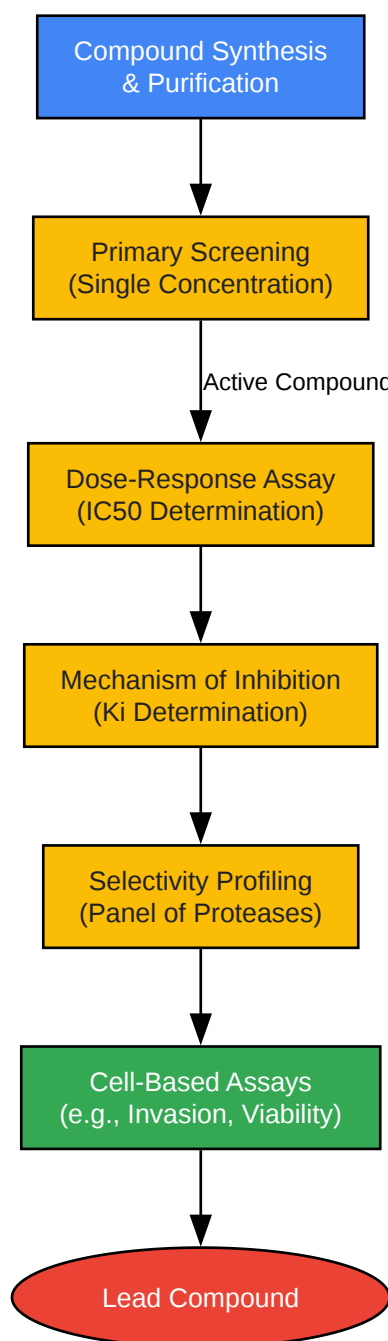 Compound Synthesis
& Purification
Primary Screening
(Single Concentration)
Active Compound
Dose-Response Assay
(IC50 Determination)
Mechanism of Inhibition
(Ki Determination)
Selectivity Profiling
(Panel of Proteases)
Cell-Based Assays
(e.g., Invasion, Viability)
Lead Compound